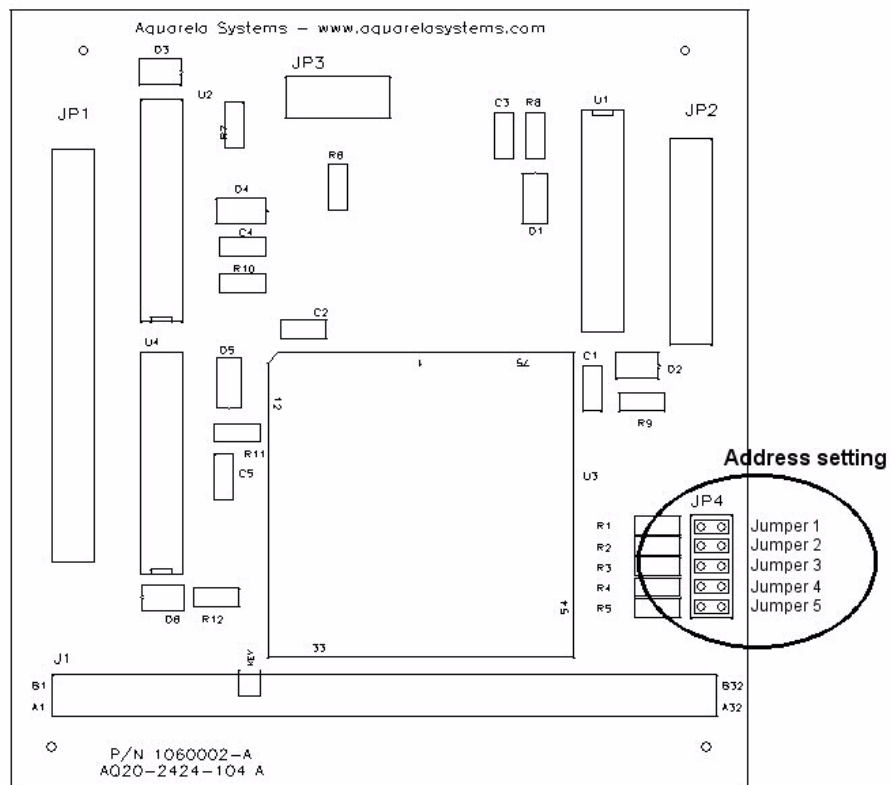 Aquarela Systems - www.aquarelasystems.com
D3
JP3
U2
C3 R8 U1
JP1
JP2
R7
R6
D4
D1
C4
R10
C2
U4
D5
1 75
C1
D2
12
R9
R11
C5
Address setting
U3
JP4
R1 Jumper 1
R2 Jumper 2
R3 Jumper 3
R4 Jumper 4
R5 Jumper 5
54
D6 R12
33
J1
KEY
B1 B32
A1 A32
P/N 1060002-A
AQ20-2424-104 A